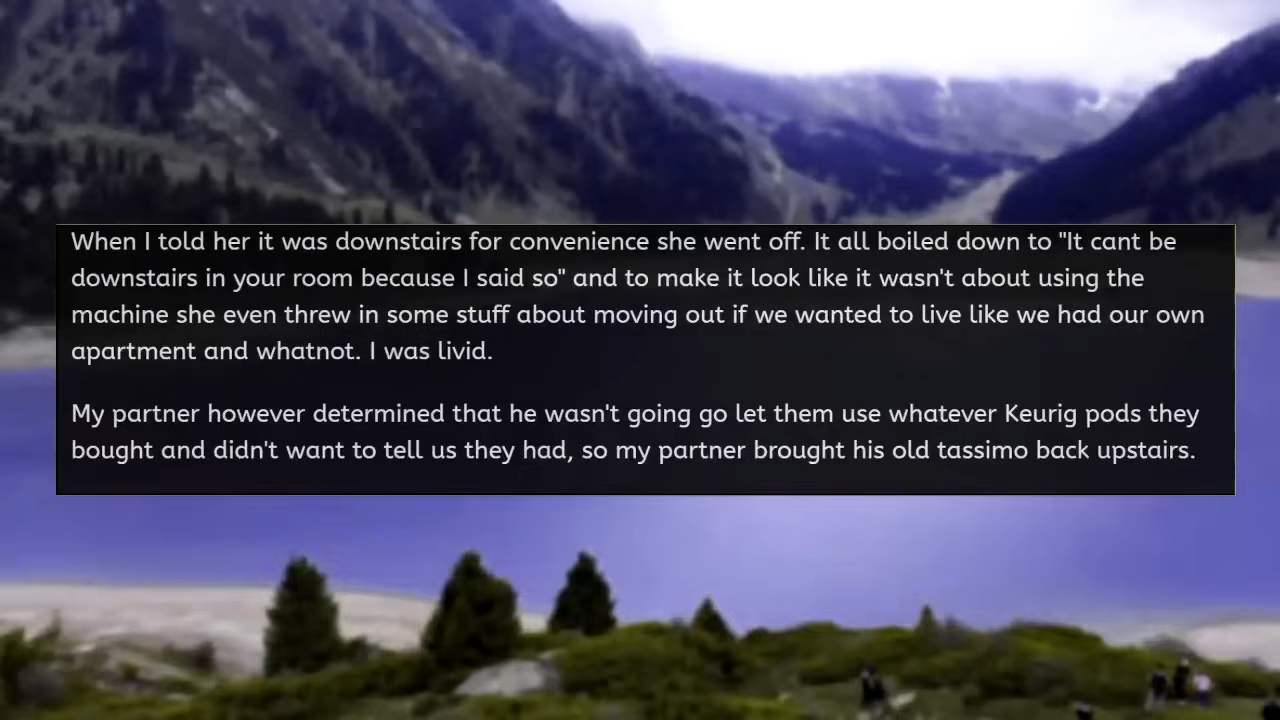 When I told her it was downstairs for convenience she went off. It all boiled down to "It cant be
downstairs in your room because I said so" and to make it look like it wasn't about using the
machine she even threw in some stuff about moving out if we wanted to live like we had our own
apartment and whatnot. I was livid.
My partner however determined that he wasn't going go let them use whatever Keurig pods they
bought and didn't want to tell us they had, so my partner brought his old tassimo back upstairs.